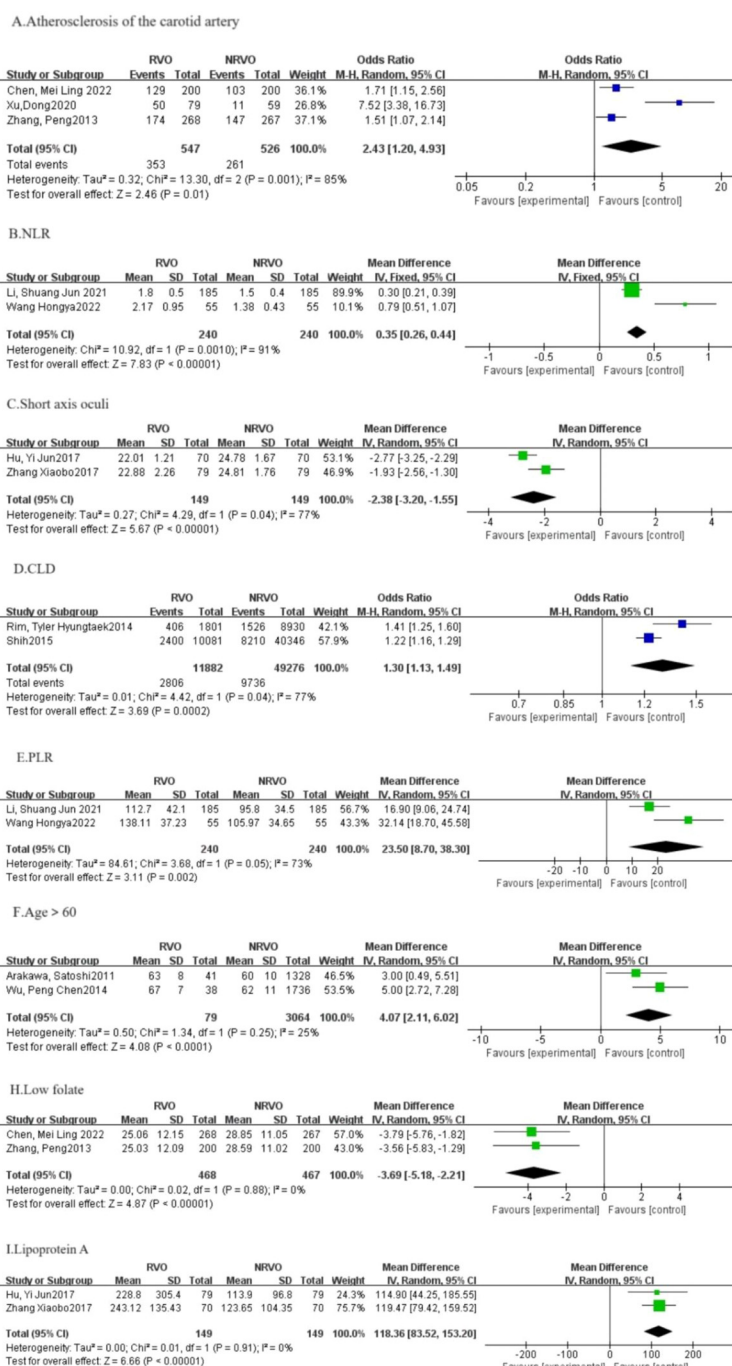 A.Atherosclerosis of the carotid artery
RVO NRVO Odds Ratio Odds Ratio
Study or Subgroup Events Total Events Total Weight M-H, Random, 95% CI M-H, Random, 95% CI
Chen, Mei Ling 2022 129 200 103 200 36.1% 1.71 [1.15, 2.56]
Xu,Dong2020 50 79 11 59 26.8% 7.52 [3.38, 16.73]
Zhang, Peng2013 174 268 147 267 37.1% 1.51 [1.07, 2.14]
Total (95% CI) 547 526 100.0% 2.43 [1.20, 4.93]
Total events 353 261
Heterogeneity: Tau² = 0.32; Chi² = 13.30, df = 2 (P = 0.001); I² = 85%
Test for overall effect: Z = 2.46 (P = 0.01)
0.05 0.2 1 5 20
Favours [experimental] Favours [control]
B.NLR
RVO NRVO Mean Difference Mean Difference
Study or Subgroup Mean SD Total Mean SD Total Weight IV, Fixed, 95% CI IV, Fixed, 95% CI
Li, Shuang Jun 2021 1.8 0.5 185 1.5 0.4 185 89.9% 0.30 [0.21, 0.39]
Wang Hongya2022 2.17 0.95 55 1.38 0.43 55 10.1% 0.79 [0.51, 1.07]
Total (95% CI) 240 240 100.0% 0.35 [0.26, 0.44]
Heterogeneity: Chi² = 10.92, df = 1 (P = 0.0010); I² = 91%
Test for overall effect: Z = 7.83 (P < 0.00001)
-1 -0.5 0 0.5 1
Favours [experimental] Favours [control]
C.Short axis oculi
RVO NRVO Mean Difference Mean Difference
Study or Subgroup Mean SD Total Mean SD Total Weight IV, Random, 95% CI IV, Random, 95% CI
Hu, Yi Jun2017 22.01 1.21 70 24.78 1.67 70 53.1% -2.77 [-3.25, -2.29]
Zhang Xiaobo2017 22.88 2.26 79 24.81 1.76 79 46.9% -1.93 [-2.56, -1.30]
Total (95% CI) 149 149 100.0% -2.38 [-3.20, -1.55]
Heterogeneity: Tau² = 0.27; Chi² = 4.29, df = 1 (P = 0.04); I² = 77%
Test for overall effect: Z = 5.67 (P < 0.00001)
-4 -2 0 2 4
Favours [experimental] Favours [control]
D.CLD
RVO NRVO Odds Ratio Odds Ratio
Study or Subgroup Events Total Events Total Weight M-H, Random, 95% CI M-H, Random, 95% CI
Rim, Tyler Hyungtaek2014 406 1801 1526 8930 42.1% 1.41 [1.25, 1.60]
Shih2015 2400 10081 8210 40346 57.9% 1.22 [1.16, 1.29]
Total (95% CI) 11882 49276 100.0% 1.30 [1.13, 1.49]
Total events 2806 9736
Heterogeneity: Tau² = 0.01; Chi² = 4.42, df = 1 (P = 0.04); I² = 77%
Test for overall effect: Z = 3.69 (P = 0.0002)
0.7 0.85 1 1.2 1.5
Favours [experimental] Favours [control]
E.PLR
RVO NRVO Mean Difference Mean Difference
Study or Subgroup Mean SD Total Mean SD Total Weight IV, Random, 95% CI IV, Random, 95% CI
Li, Shuang Jun 2021 112.7 42.1 185 95.8 34.5 185 56.7% 16.90 [9.06, 24.74]
Wang Hongya2022 138.11 37.23 55 105.97 34.65 55 43.3% 32.14 [18.70, 45.58]
Total (95% CI) 240 240 100.0% 23.50 [8.70, 38.30]
Heterogeneity: Tau² = 84.61; Chi² = 3.68, df = 1 (P = 0.05); I² = 73%
Test for overall effect: Z = 3.11 (P = 0.002)
-20 -10 0 10 20
Favours [experimental] Favours [control]
F.Age > 60
RVO NRVO Mean Difference Mean Difference
Study or Subgroup Mean SD Total Mean SD Total Weight IV, Random, 95% CI IV, Random, 95% CI
Arakawa, Satoshi2011 63 8 41 60 10 1328 46.5% 3.00 [0.49, 5.51]
Wu, Peng Chen2014 67 7 38 62 11 1736 53.5% 5.00 [2.72, 7.28]
Total (95% CI) 79 3064 100.0% 4.07 [2.11, 6.02]
Heterogeneity: Tau² = 0.50; Chi² = 1.34, df = 1 (P = 0.25); I² = 25%
Test for overall effect: Z = 4.08 (P < 0.0001)
-10 -5 0 5 10
Favours [experimental] Favours [control]
H.Low folate
RVO NRVO Mean Difference Mean Difference
Study or Subgroup Mean SD Total Mean SD Total Weight IV, Random, 95% CI IV, Random, 95% CI
Chen, Mei Ling 2022 25.06 12.15 268 28.85 11.05 267 57.0% -3.79 [-5.76, -1.82]
Zhang, Peng2013 25.03 12.09 200 28.59 11.02 200 43.0% -3.56 [-5.83, -1.29]
Total (95% CI) 468 467 100.0% -3.69 [-5.18, -2.21]
Heterogeneity: Tau² = 0.00; Chi² = 0.02, df = 1 (P = 0.88); I² = 0%
Test for overall effect: Z = 4.87 (P < 0.00001)
-4 -2 0 2 4
Favours [experimental] Favours [control]
I.Lipoprotein A
RVO NRVO Mean Difference Mean Difference
Study or Subgroup Mean SD Total Mean SD Total Weight IV, Random, 95% CI IV, Random, 95% CI
Hu, Yi Jun2017 228.8 305.4 79 113.9 96.8 79 24.3% 114.90 [44.25, 185.55]
Zhang Xiaobo2017 243.12 135.43 70 123.65 104.35 70 75.7% 119.47 [79.42, 159.52]
Total (95% CI) 149 149 100.0% 118.36 [83.52, 153.20]
Heterogeneity: Tau² = 0.00; Chi² = 0.01, df = 1 (P = 0.91); I² = 0%
Test for overall effect: Z = 6.66 (P < 0.00001)
-200 -100 0 100 200
Favours [experimental] Favours [control]